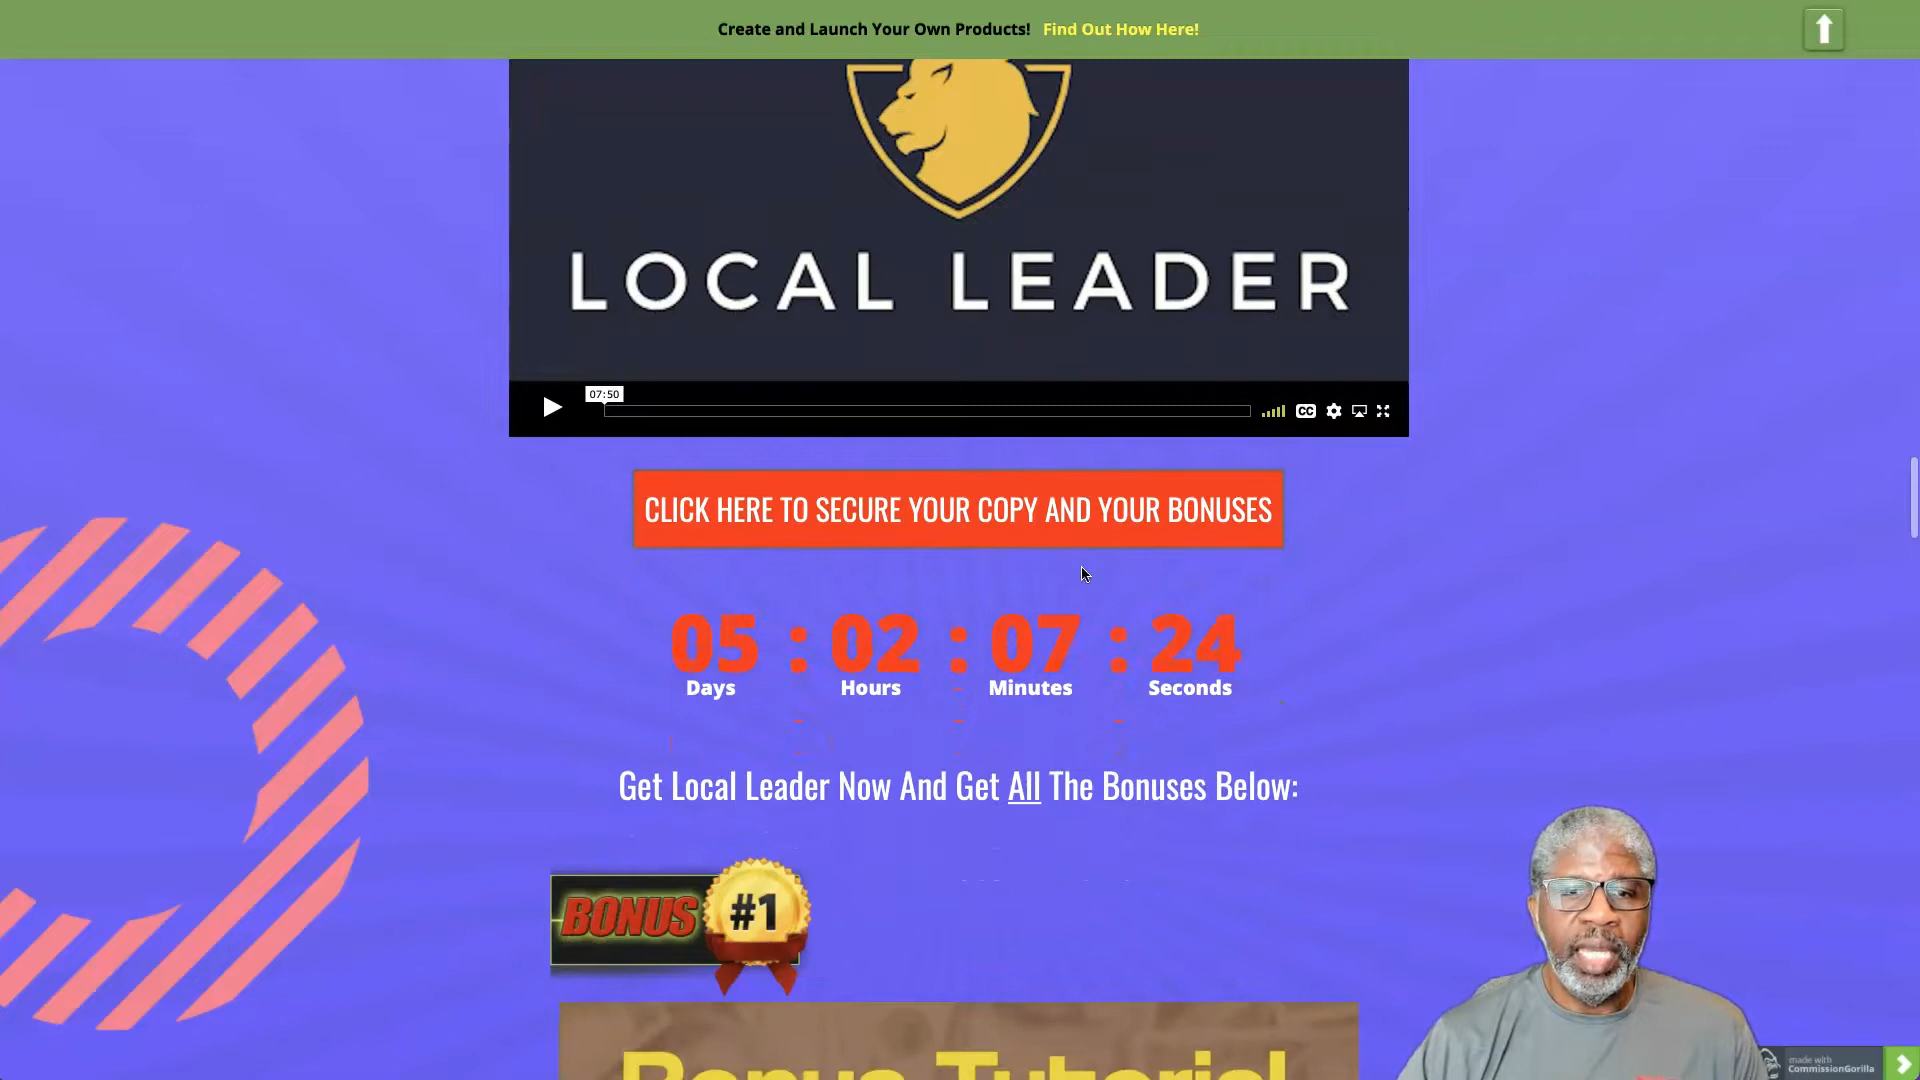 Create and Launch Your Own Products! Find Out How Here!
LOCAL LEADER
07:50
CC
CLICK HERE TO SECURE YOUR COPY AND YOUR BONUSES
05 : 02 : 07 : 24
Days Hours Minutes Seconds
Get Local Leader Now And Get All The Bonuses Below:
BONUS #1
Bonus Tutorial
made with
CommissionGorilla